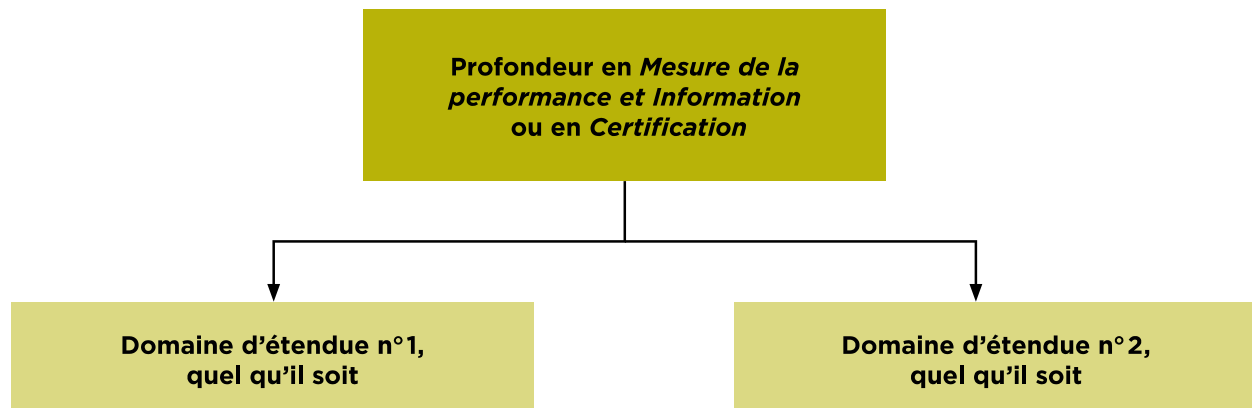 Profondeur en Mesure de la
performance et Information
ou en Certification
Domaine d’étendue n° 1,
quel qu’il soit
Domaine d’étendue n° 2,
quel qu’il soit